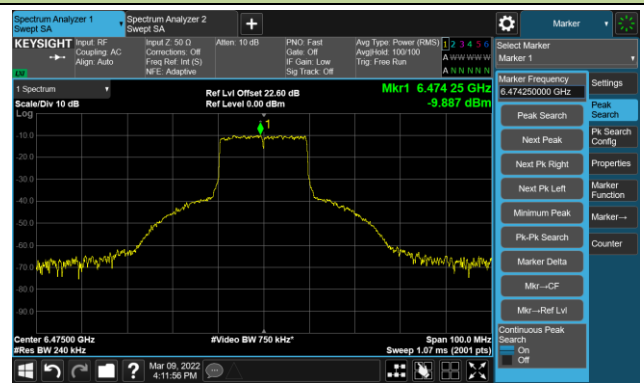 Spectrum Analyzer 1
Swept SA
Spectrum Analyzer 2
Swept SA
+
Marker
KEYSIGHT
Input: RF
Coupling: AC
Align: Auto
Input Z: 50 Ω
Corrections: Off
Freq Ref: Int (S)
NFE: Adaptive
Atten: 10 dB
PNO: Fast
Gate: Off
IF Gain: Low
Sig Track: Off
Avg Type: Power (RMS)
Avg|Hold: 100/100
Trig: Free Run
1 2 3 4 5 6
A W W W W W
A N N N N N
LV
Select Marker
Marker 1
1 Spectrum
Scale/Div 10 dB
Log
Ref Lvl Offset 22.60 dB
Ref Level 0.00 dBm
Mkr1 6.474 25 GHz
-9.887 dBm
1
-10.0
-20.0
-30.0
-40.0
-50.0
-60.0
-70.0
-80.0
-90.0
Center 6.47500 GHz
#Res BW 240 kHz
#Video BW 750 kHz*
Span 100.0 MHz
Sweep 1.07 ms (2001 pts)
Marker Frequency
6.474250000 GHz
Peak Search
Next Peak
Next Pk Right
Next Pk Left
Minimum Peak
Pk-Pk Search
Marker Delta
Mkr→CF
Mkr→Ref Lvl
Continuous Peak
Search
On
Off
Settings
Peak
Search
Pk Search
Config
Properties
Marker
Function
Marker→
Counter
?
Mar 09, 2022
4:11:56 PM